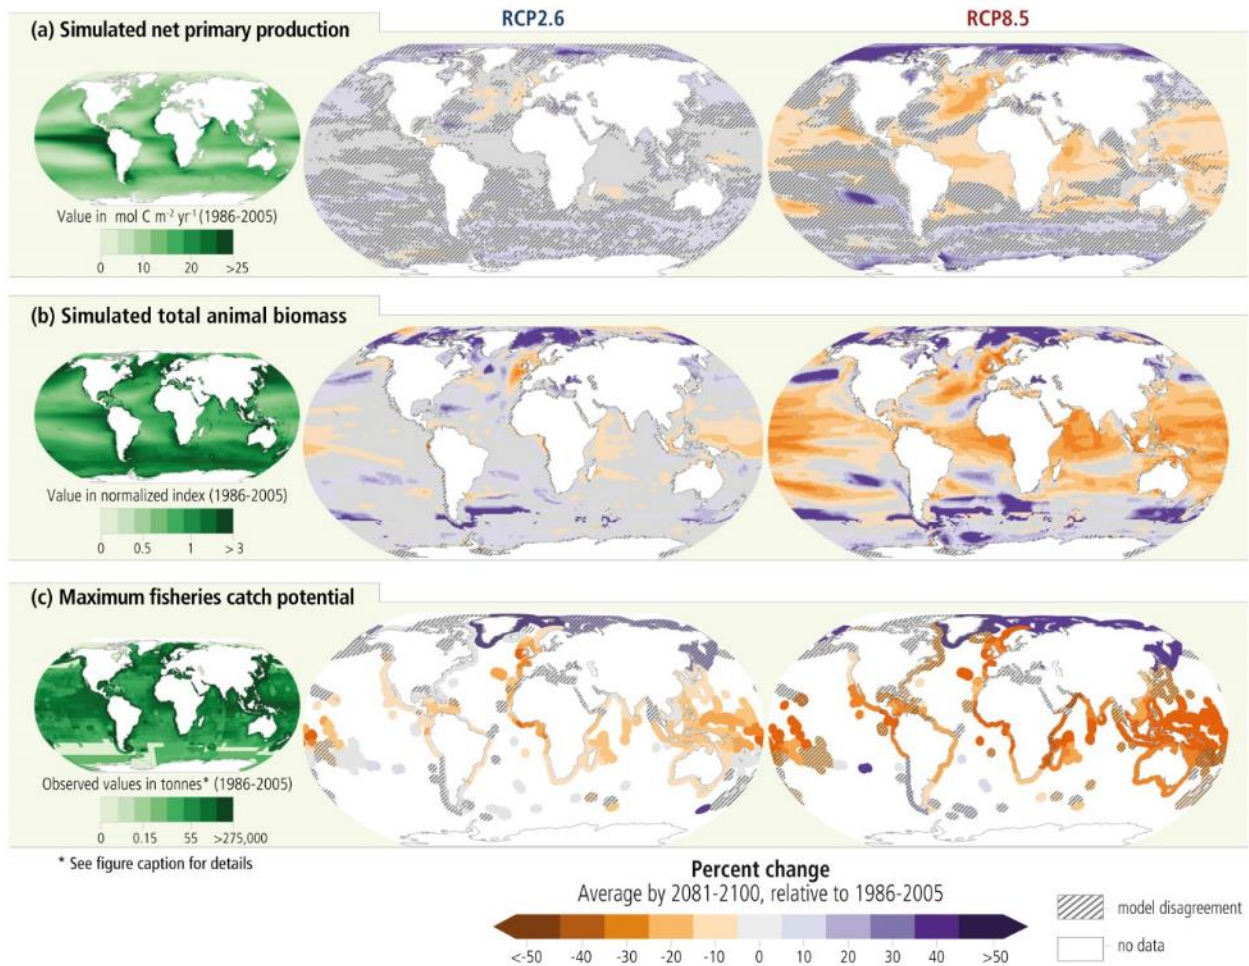 RCP2.6
RCP8.5
(a) Simulated net primary production
Value in mol C m⁻² yr⁻¹ (1986-2005)
0 10 20 >25
(b) Simulated total animal biomass
Value in normalized index (1986-2005)
0 0.5 1 > 3
(c) Maximum fisheries catch potential
Observed values in tonnes* (1986-2005)
0 0.15 55 >275,000
* See figure caption for details
Percent change
Average by 2081-2100, relative to 1986-2005
<-50 -40 -30 -20 -10 0 10 20 30 40 >50
model disagreement
no data